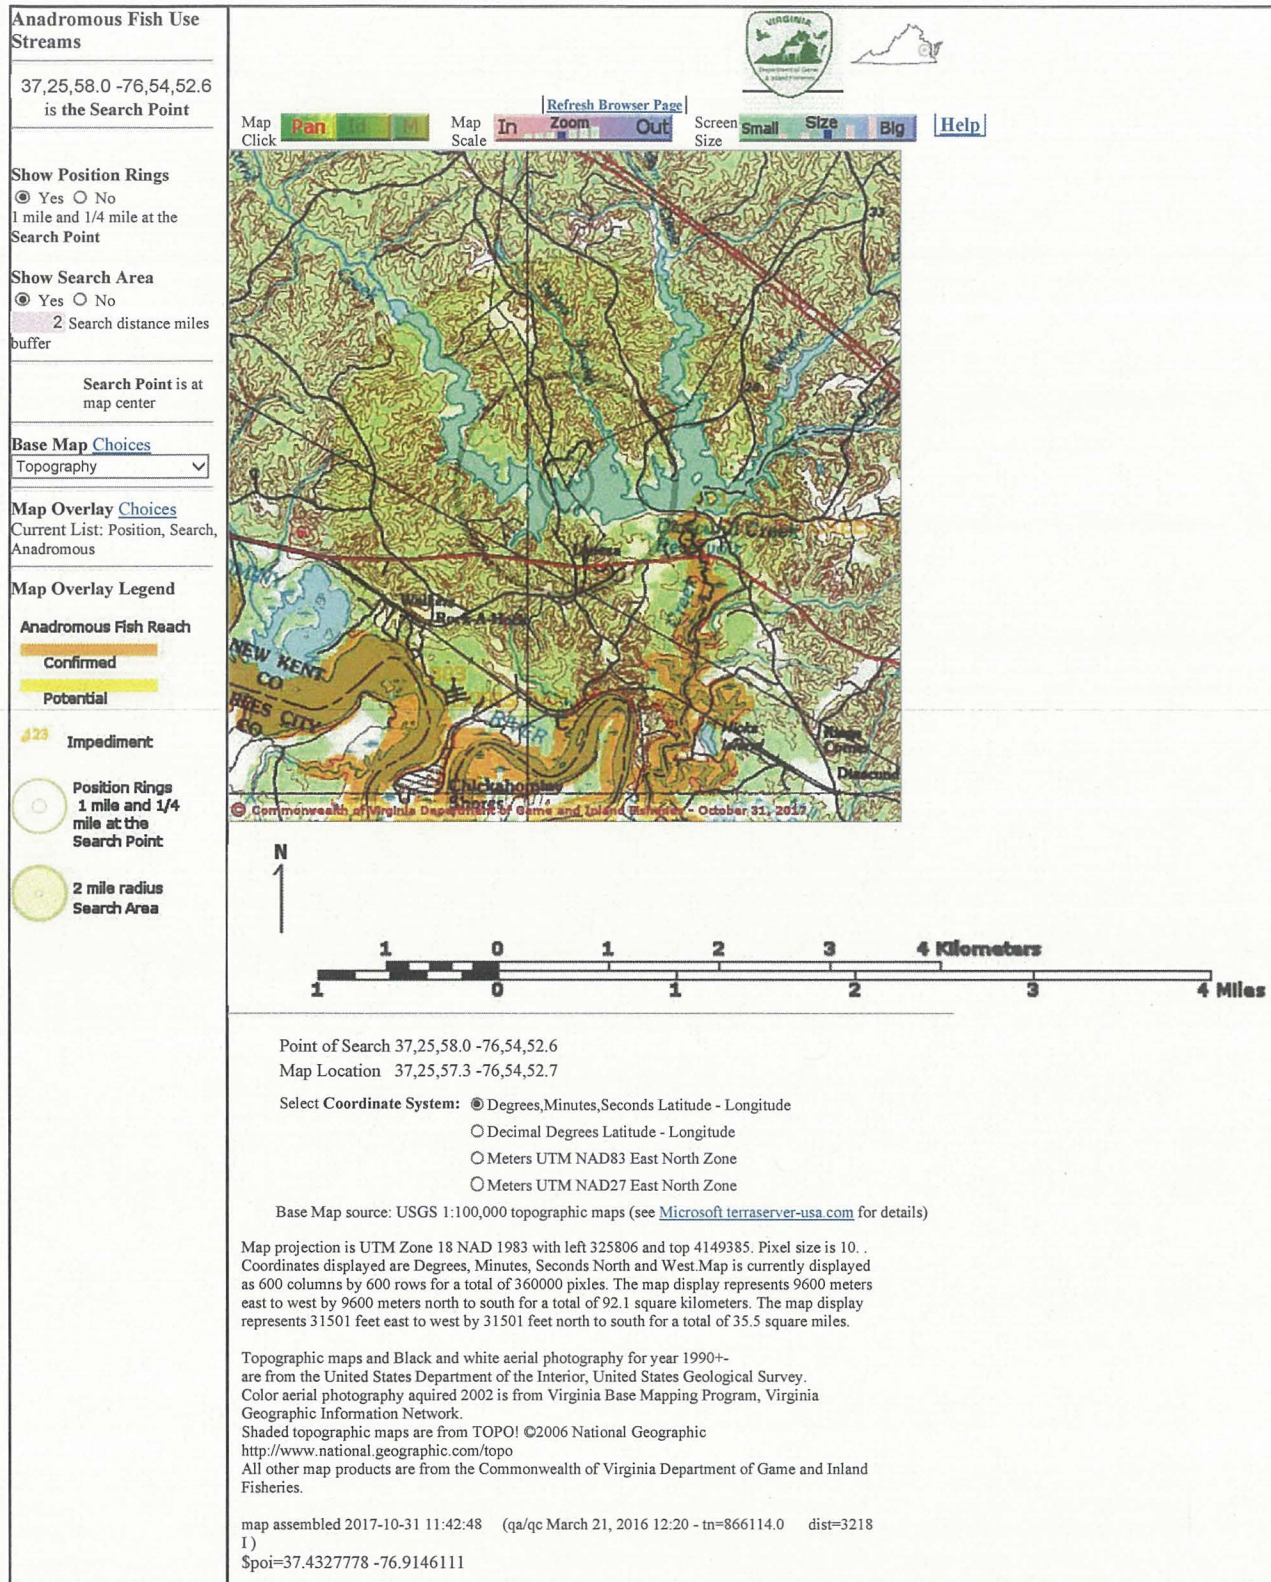 Anadromous Fish Use
Streams
37,25,58.0 -76,54,52.6
is the Search Point
Show Position Rings
Yes No
1 mile and 1/4 mile at the
Search Point
Show Search Area
Yes No
2 Search distance miles
buffer
Search Point is at
map center
Base Map Choices
Topography
Map Overlay Choices
Current List: Position, Search,
Anadromous
Map Overlay Legend
Anadromous Fish Reach
Confirmed
Potential
123 Impediment
Position Rings
1 mile and 1/4
mile at the
Search Point
2 mile radius
Search Area
VIRGINIA
Department of Game
& Inland Fisheries
Refresh Browser Page
Map
Click
Pan Id M
Map
Scale
In Zoom Out
Screen
Size
Small Size Big
Help
Creek
Creek
33
Reservoir
Lanexa
Walkers
NEW KENT
CO
CITY
CO
RIVER
Chickahominy
Shores
Diascund
© Commonwealth of Virginia Department of Game and Inland Fisheries - October 31, 2017
N
1 0 1 2 3 4 Kilometers
1 0 1 2 3 4 Miles
Point of Search 37,25,58.0 -76,54,52.6
Map Location 37,25,57.3 -76,54,52.7
Select Coordinate System: Degrees,Minutes,Seconds Latitude - Longitude
Decimal Degrees Latitude - Longitude
Meters UTM NAD83 East North Zone
Meters UTM NAD27 East North Zone
Base Map source: USGS 1:100,000 topographic maps (see Microsoft terraserver-usa.com for details)
Map projection is UTM Zone 18 NAD 1983 with left 325806 and top 4149385. Pixel size is 10. .
Coordinates displayed are Degrees, Minutes, Seconds North and West.Map is currently displayed
as 600 columns by 600 rows for a total of 360000 pixles. The map display represents 9600 meters
east to west by 9600 meters north to south for a total of 92.1 square kilometers. The map display
represents 31501 feet east to west by 31501 feet north to south for a total of 35.5 square miles.
Topographic maps and Black and white aerial photography for year 1990+-
are from the United States Department of the Interior, United States Geological Survey.
Color aerial photography aquired 2002 is from Virginia Base Mapping Program, Virginia
Geographic Information Network.
Shaded topographic maps are from TOPO! ©2006 National Geographic
http://www.national.geographic.com/topo
All other map products are from the Commonwealth of Virginia Department of Game and Inland
Fisheries.
map assembled 2017-10-31 11:42:48 (qa/qc March 21, 2016 12:20 - tn=866114.0 dist=3218
I )
$poi=37.4327778 -76.9146111